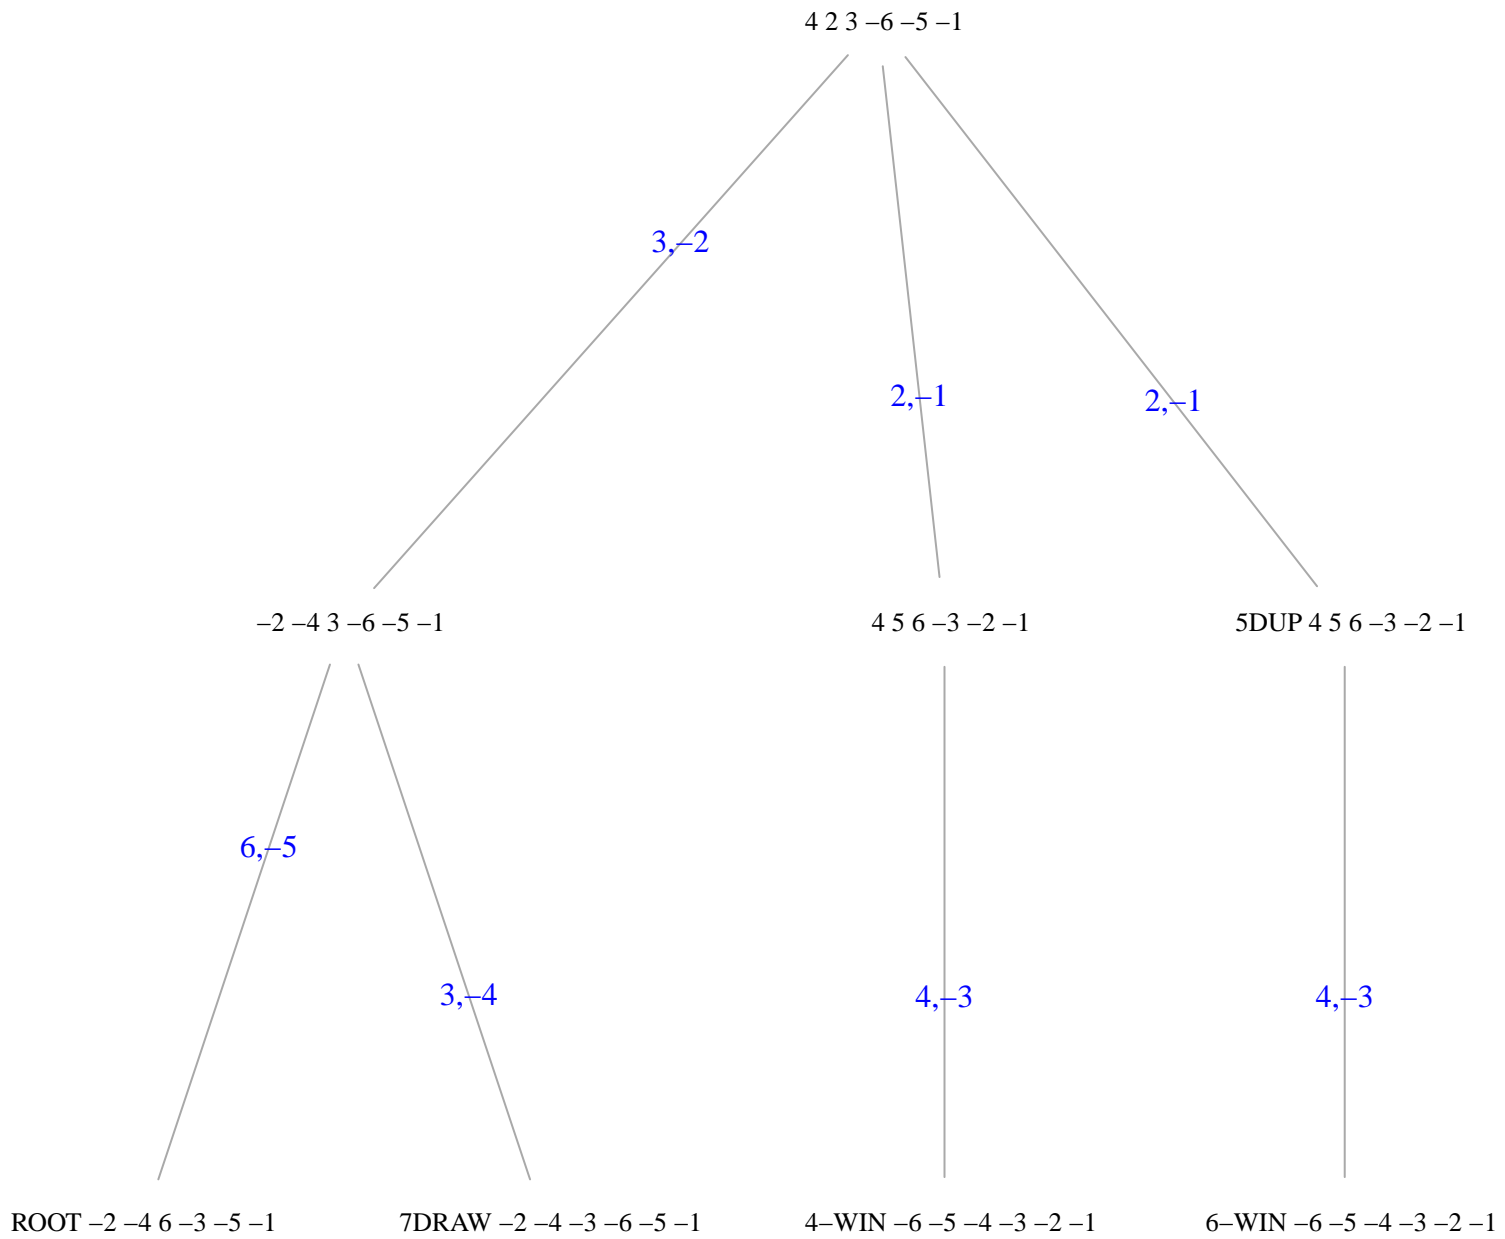 4 2 3 –6 –5 –1
3,–2
2,–1
2,–1
–2 –4 3 –6 –5 –1
4 5 6 –3 –2 –1
5DUP 4 5 6 –3 –2 –1
6,–5
3,–4
4,–3
4,–3
ROOT –2 –4 6 –3 –5 –1
7DRAW –2 –4 –3 –6 –5 –1
4–WIN –6 –5 –4 –3 –2 –1
6–WIN –6 –5 –4 –3 –2 –1